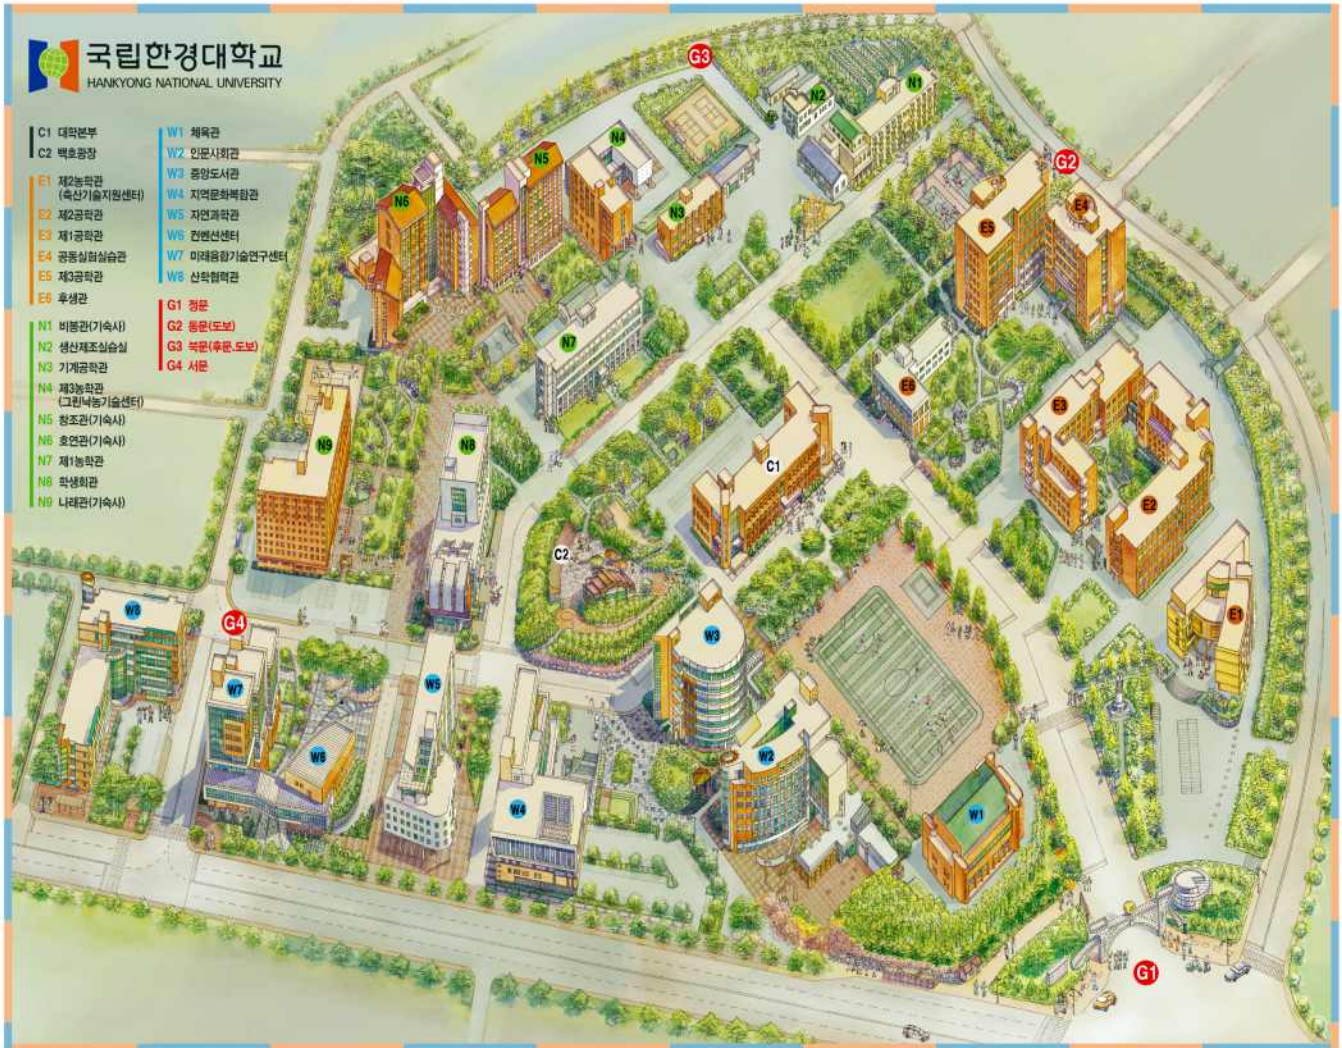 국립한경대학교
HANKYONG NATIONAL UNIVERSITY
C1 대학본부
C2 백호광장
E1 제2농학관
(축산기술지원센터)
E2 제2공학관
E3 제1공학관
E4 공동실험실습관
E5 제3공학관
E6 후생관
N1 비봉관(기숙사)
N2 생산제조실습실
N3 기계공학관
N4 제3농학관
(그린낙농기술센터)
N5 창조관(기숙사)
N6 호연관(기숙사)
N7 제1농학관
N8 학생회관
N9 나래관(기숙사)
W1 체육관
W2 인문사회관
W3 중앙도서관
W4 지역문화복합관
W5 자연과학관
W6 컨벤션센터
W7 미래융합기술연구센터
W8 산학협력관
G1 정문
G2 동문(도보)
G3 북문(후문.도보)
G4 서문
G3
N2
N1
N4
N5
G2
N6
N3
E4
E5
N7
E6
E3
N9
N8
C1
E2
C2
W8
G4
E1
W3
W7
W5
W6
W2
W4
W1
G1